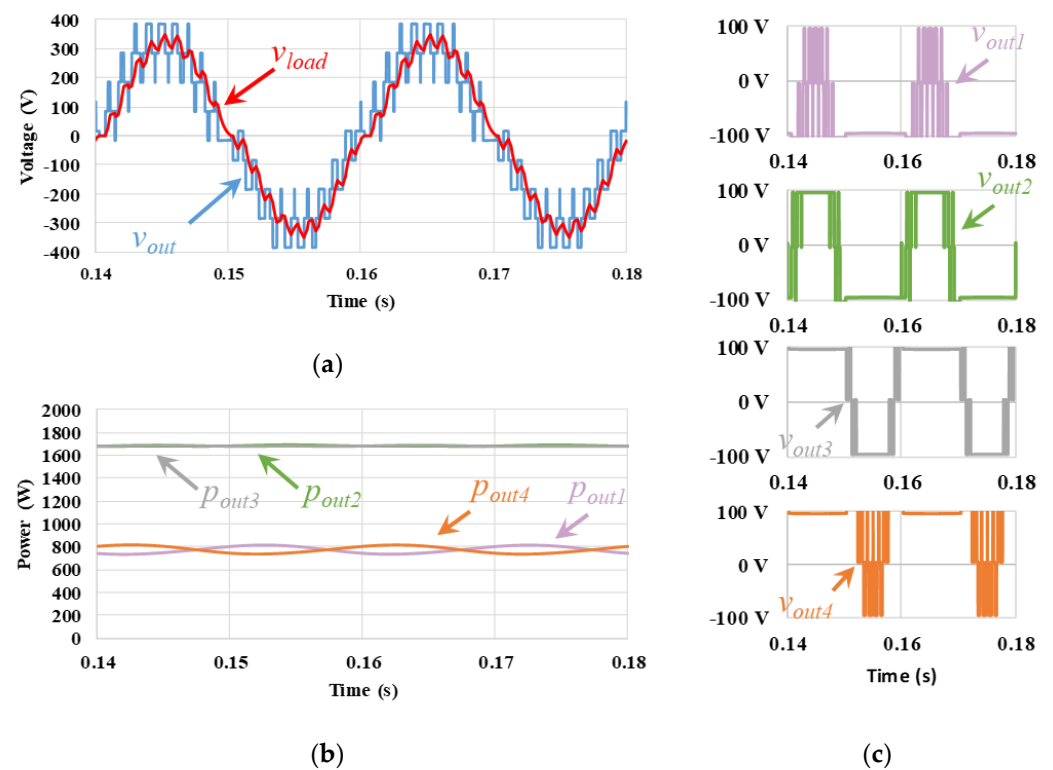 400
300
200
100
0
-100
-200
-300
-400
Voltage (V)
v_load
v_out
0.14 0.15 0.16 0.17 0.18
Time (s)
(a)
2000
1800
1600
1400
1200
1000
800
600
400
200
0
Power (W)
p_out3 p_out2 p_out4 p_out1
0.14 0.15 0.16 0.17 0.18
Time (s)
(b)
100 V
0 V
-100 V
v_out1
0.14 0.16 0.18
100 V
0 V
-100 V
v_out2
0.14 0.16 0.18
100 V
0 V
-100 V
v_out3
0.14 0.16 0.18
100 V
0 V
-100 V
v_out4
0.14 0.16 0.18
Time (s)
(c)